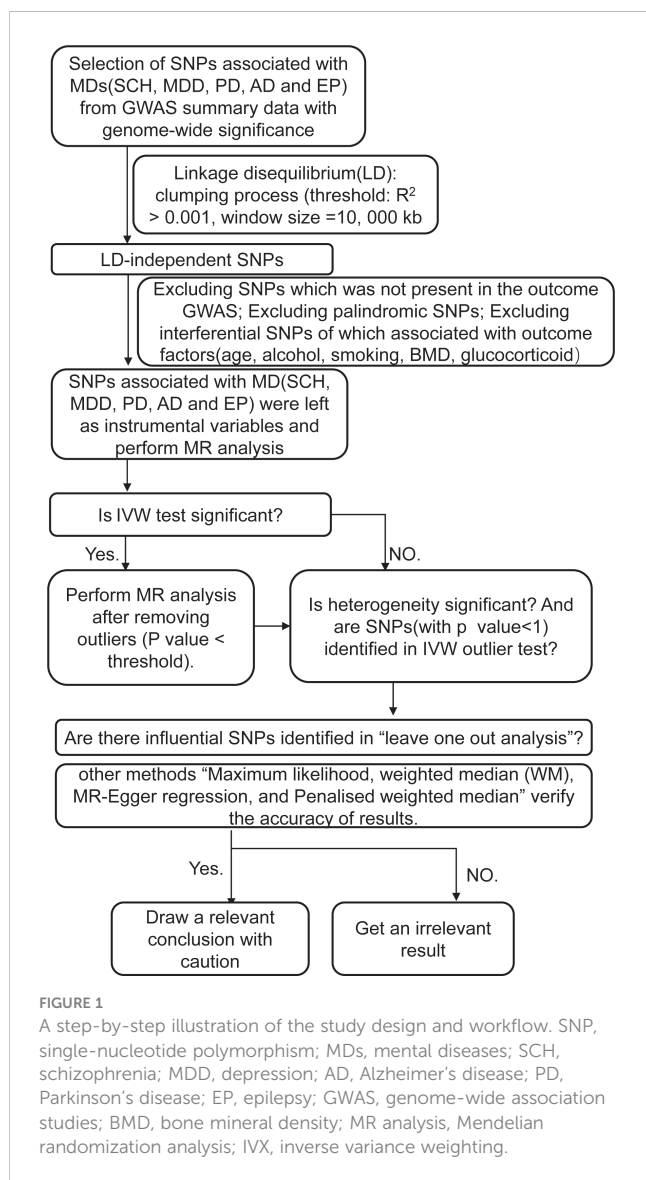 Selection of SNPs associated with
MDs(SCH, MDD, PD, AD and EP)
from GWAS summary data with
genome-wide significance
Linkage disequilibrium(LD):
clumping process (threshold: R²
> 0.001, window size =10, 000 kb
LD-independent SNPs
Excluding SNPs which was not present in the outcome
GWAS; Excluding palindromic SNPs; Excluding
interferential SNPs of which associated with outcome
factors(age, alcohol, smoking, BMD, glucocorticoid)
SNPs associated with MD(SCH,
MDD, PD, AD and EP) were left
as instrumental variables and
perform MR analysis
Is IVW test significant?
Yes.
NO.
Perform MR analysis
after removing
outliers (P value <
threshold).
Is heterogeneity significant? And
are SNPs(with p value<1)
identified in IVW outlier test?
Are there influential SNPs identified in “leave one out analysis”?
other methods “Maximum likelihood, weighted median (WM),
MR-Egger regression, and Penalised weighted median” verify
the accuracy of results.
Yes.
NO.
Draw a relevant
conclusion with
caution
Get an irrelevant
result
FIGURE 1
A step-by-step illustration of the study design and workflow. SNP,
single-nucleotide polymorphism; MDs, mental diseases; SCH,
schizophrenia; MDD, depression; AD, Alzheimer’s disease; PD,
Parkinson’s disease; EP, epilepsy; GWAS, genome-wide association
studies; BMD, bone mineral density; MR analysis, Mendelian
randomization analysis; IVX, inverse variance weighting.